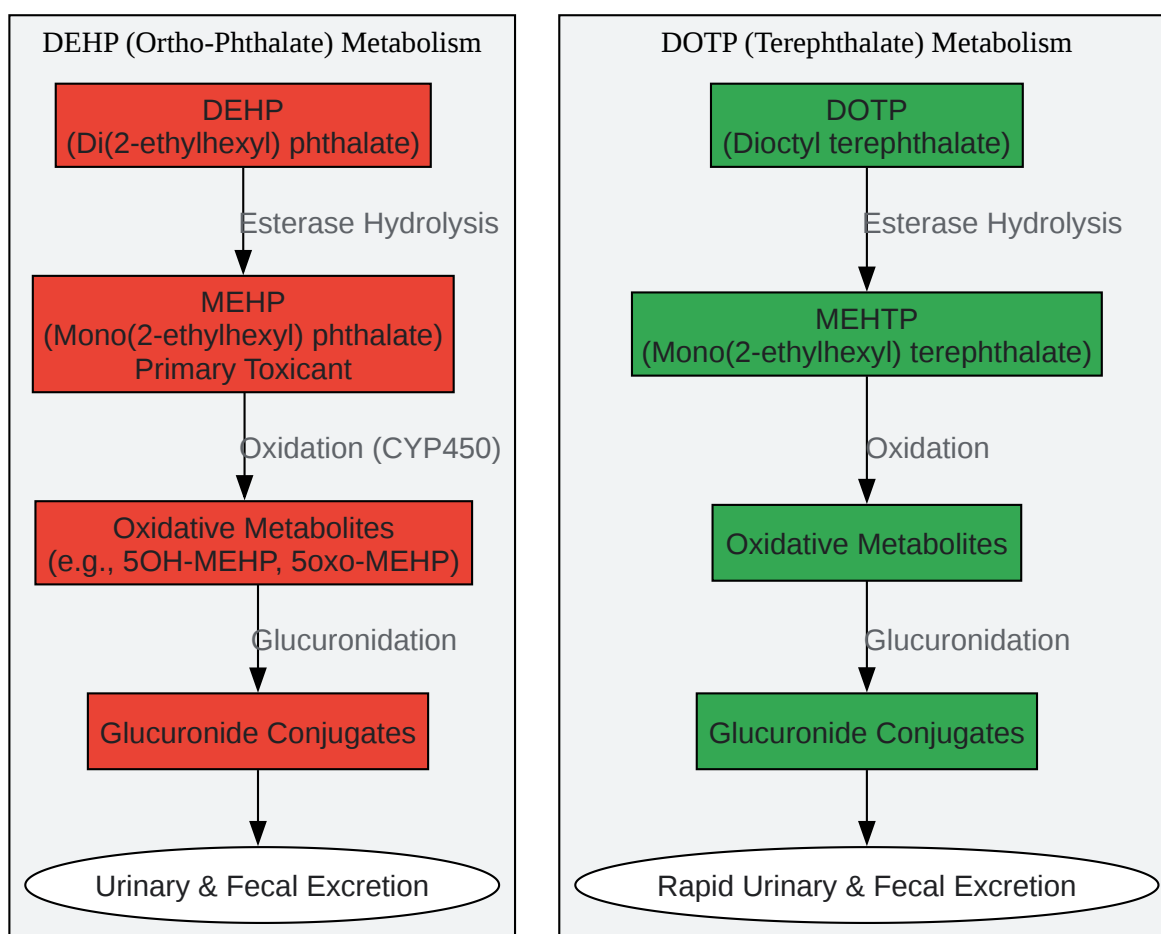 DEHP (Ortho-Phthalate) Metabolism
DEHP
(Di(2-ethylhexyl) phthalate)
Esterase Hydrolysis
MEHP
(Mono(2-ethylhexyl) phthalate)
Primary Toxicant
Oxidation (CYP450)
Oxidative Metabolites
(e.g., 5OH-MEHP, 5oxo-MEHP)
Glucuronidation
Glucuronide Conjugates
Urinary & Fecal Excretion
DOTP (Terephthalate) Metabolism
DOTP
(Dioctyl terephthalate)
Esterase Hydrolysis
MEHTP
(Mono(2-ethylhexyl) terephthalate)
Oxidation
Oxidative Metabolites
Glucuronidation
Glucuronide Conjugates
Rapid Urinary & Fecal Excretion